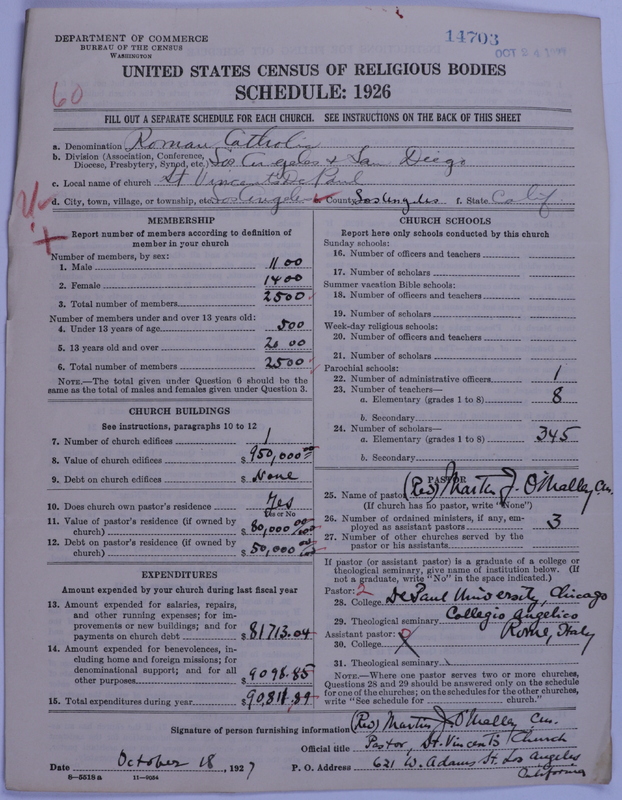 DEPARTMENT OF COMMERCE
BUREAU OF THE CENSUS
WASHINGTON
14703
OCT 24
60
UNITED STATES CENSUS OF RELIGIOUS BODIES
SCHEDULE: 1926
FILL OUT A SEPARATE SCHEDULE FOR EACH CHURCH. SEE INSTRUCTIONS ON THE BACK OF THIS SHEET
a. Denomination Roman Catholic
b. Division (Association, Conference, Diocese, Presbytery, Synod, etc.) Los Angeles & San Diego
c. Local name of church St Vincent's De Paul
d. City, town, village, or township, etc. Los Angeles County Los Angeles f. State Calif
MEMBERSHIP
Report number of members according to definition of
member in your church
Number of members, by sex:
1. Male 1100
2. Female 1400
3. Total number of members 2500
Number of members under and over 13 years old:
4. Under 13 years of age 500
5. 13 years old and over 2000
6. Total number of members 2500
NOTE.—The total given under Question 6 should be the
same as the total of males and females given under Question 3.
CHURCH BUILDINGS
See instructions, paragraphs 10 to 12
7. Number of church edifices 1
8. Value of church edifices $ 950,000
9. Debt on church edifices $ None
10. Does church own pastor's residence Yes
Yes or No
11. Value of pastor's residence (if owned by
church) $ 80,000
12. Debt on pastor's residence (if owned by
church) $ 50,000
EXPENDITURES
Amount expended by your church during last fiscal year
13. Amount expended for salaries, repairs,
and other running expenses; for im-
provements or new buildings; and for
payments on church debt $ 81713.04
14. Amount expended for benevolences, in-
cluding home and foreign missions; for
denominational support; and for all
other purposes $ 9098.85
15. Total expenditures during year $ 90811.89
CHURCH SCHOOLS
Report here only schools conducted by this church
Sunday schools:
16. Number of officers and teachers
17. Number of scholars
Summer vacation Bible schools:
18. Number of officers and teachers
19. Number of scholars
Week-day religious schools:
20. Number of officers and teachers
21. Number of scholars
Parochial schools:
22. Number of administrative officers 1
23. Number of teachers—
a. Elementary (grades 1 to 8) 8
b. Secondary
24. Number of scholars—
a. Elementary (grades 1 to 8) 345
b. Secondary
PASTOR
25. Name of pastor (Rev) Martin J. O'Malley C.M.
(If church has no pastor, write "None")
26. Number of ordained ministers, if any, em-
ployed as assistant pastors 3
27. Number of other churches served by the
pastor or his assistants
If pastor (or assistant pastor) is a graduate of a college or
theological seminary, give name of institution below. (If
not a graduate, write "No" in the space indicated.)
Pastor: 2
28. College De Paul University, Chicago
29. Theological seminary Collegio Angelico
Rome, Italy
Assistant pastor: 0
30. College
31. Theological seminary
NOTE.—Where one pastor serves two or more churches,
Questions 28 and 29 should be answered only on the schedule
for one of the churches; on the schedules for the other churches,
write "See schedule for church."
Signature of person furnishing information (Rev) Martin J. O'Malley C.M.
Official title Pastor, St. Vincent's Church
Date October 18, 1927 P. O. Address 621 W. Adams St. Los Angeles
California
8-5518a 11-9054